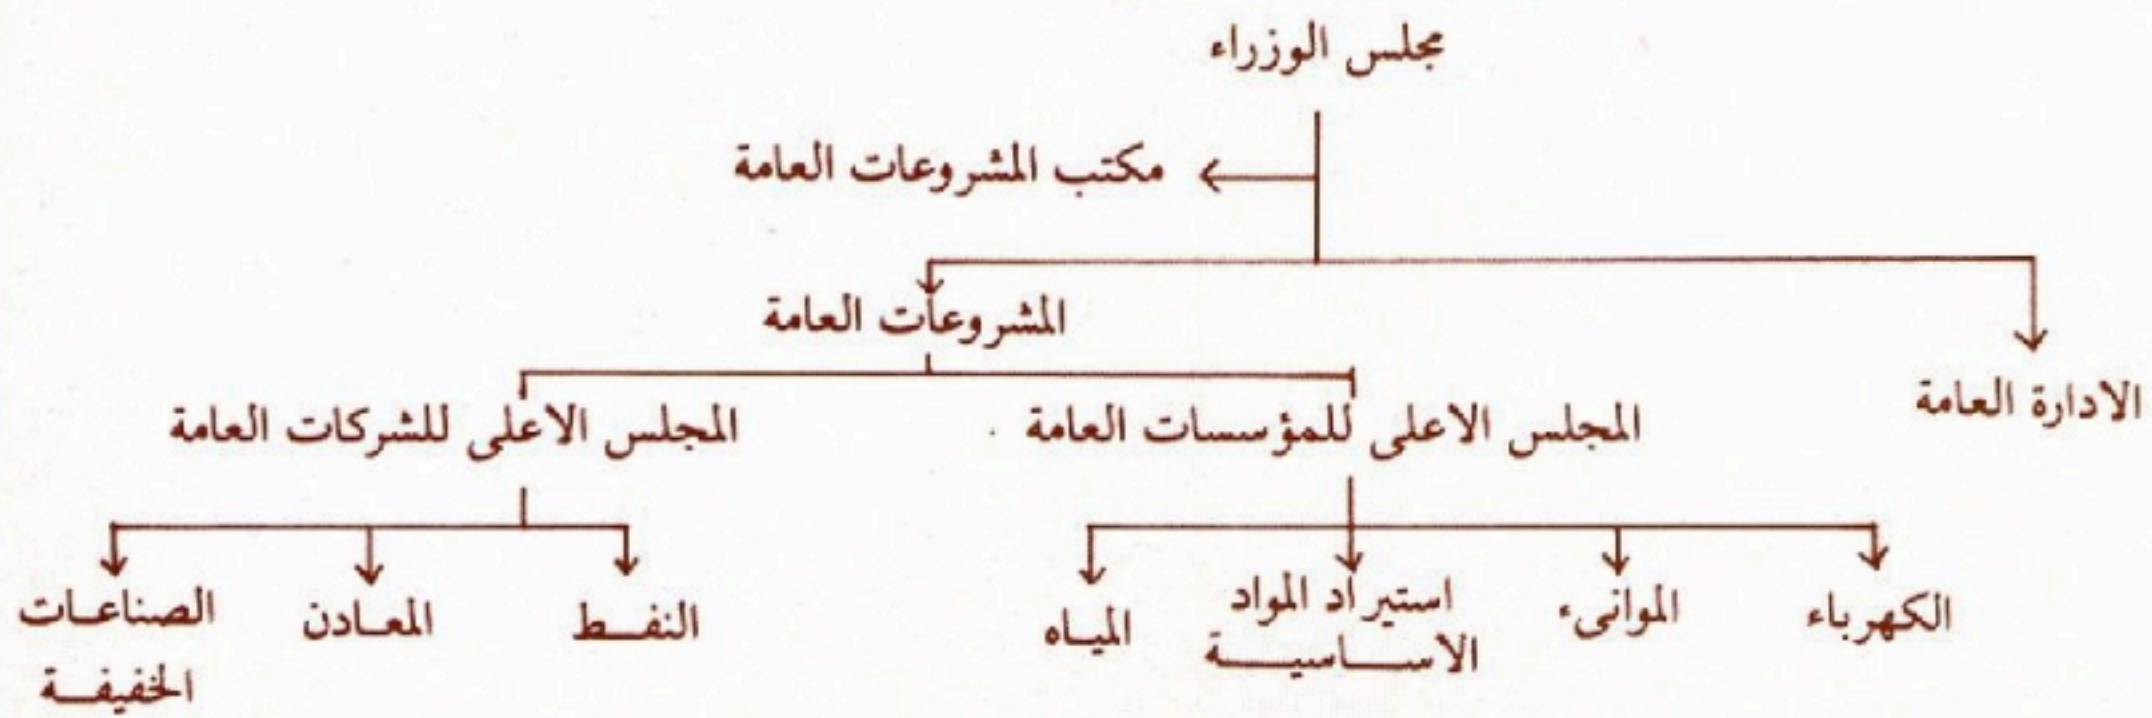 مجلس الوزراء
مكتب المشروعات العامة
المشروعات العامة
الادارة العامة
المجلس الاعلى للمؤسسات العامة
المجلس الاعلى للشركات العامة
الكهرباء
الموانىء
استيراد المواد
الاساسية
المياه
النفط
المعادن
الصناعات
الخفيفة